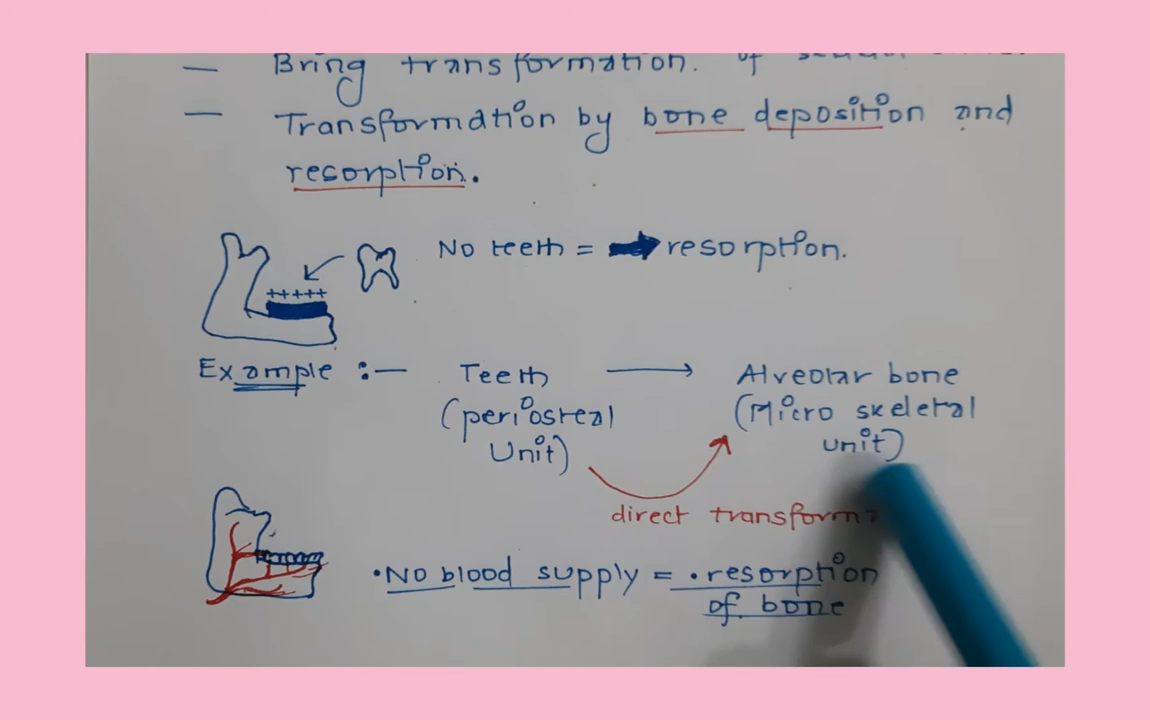 — Bring transformation. of
— Transformation by bone deposition and
resorption.
No teeth = ➡ resorption.
+++++
Example :— Teeth → Alveolar bone
(periosteal (Micro skeletal
Unit) unit)
direct
•No blood supply = •resorption
of bone